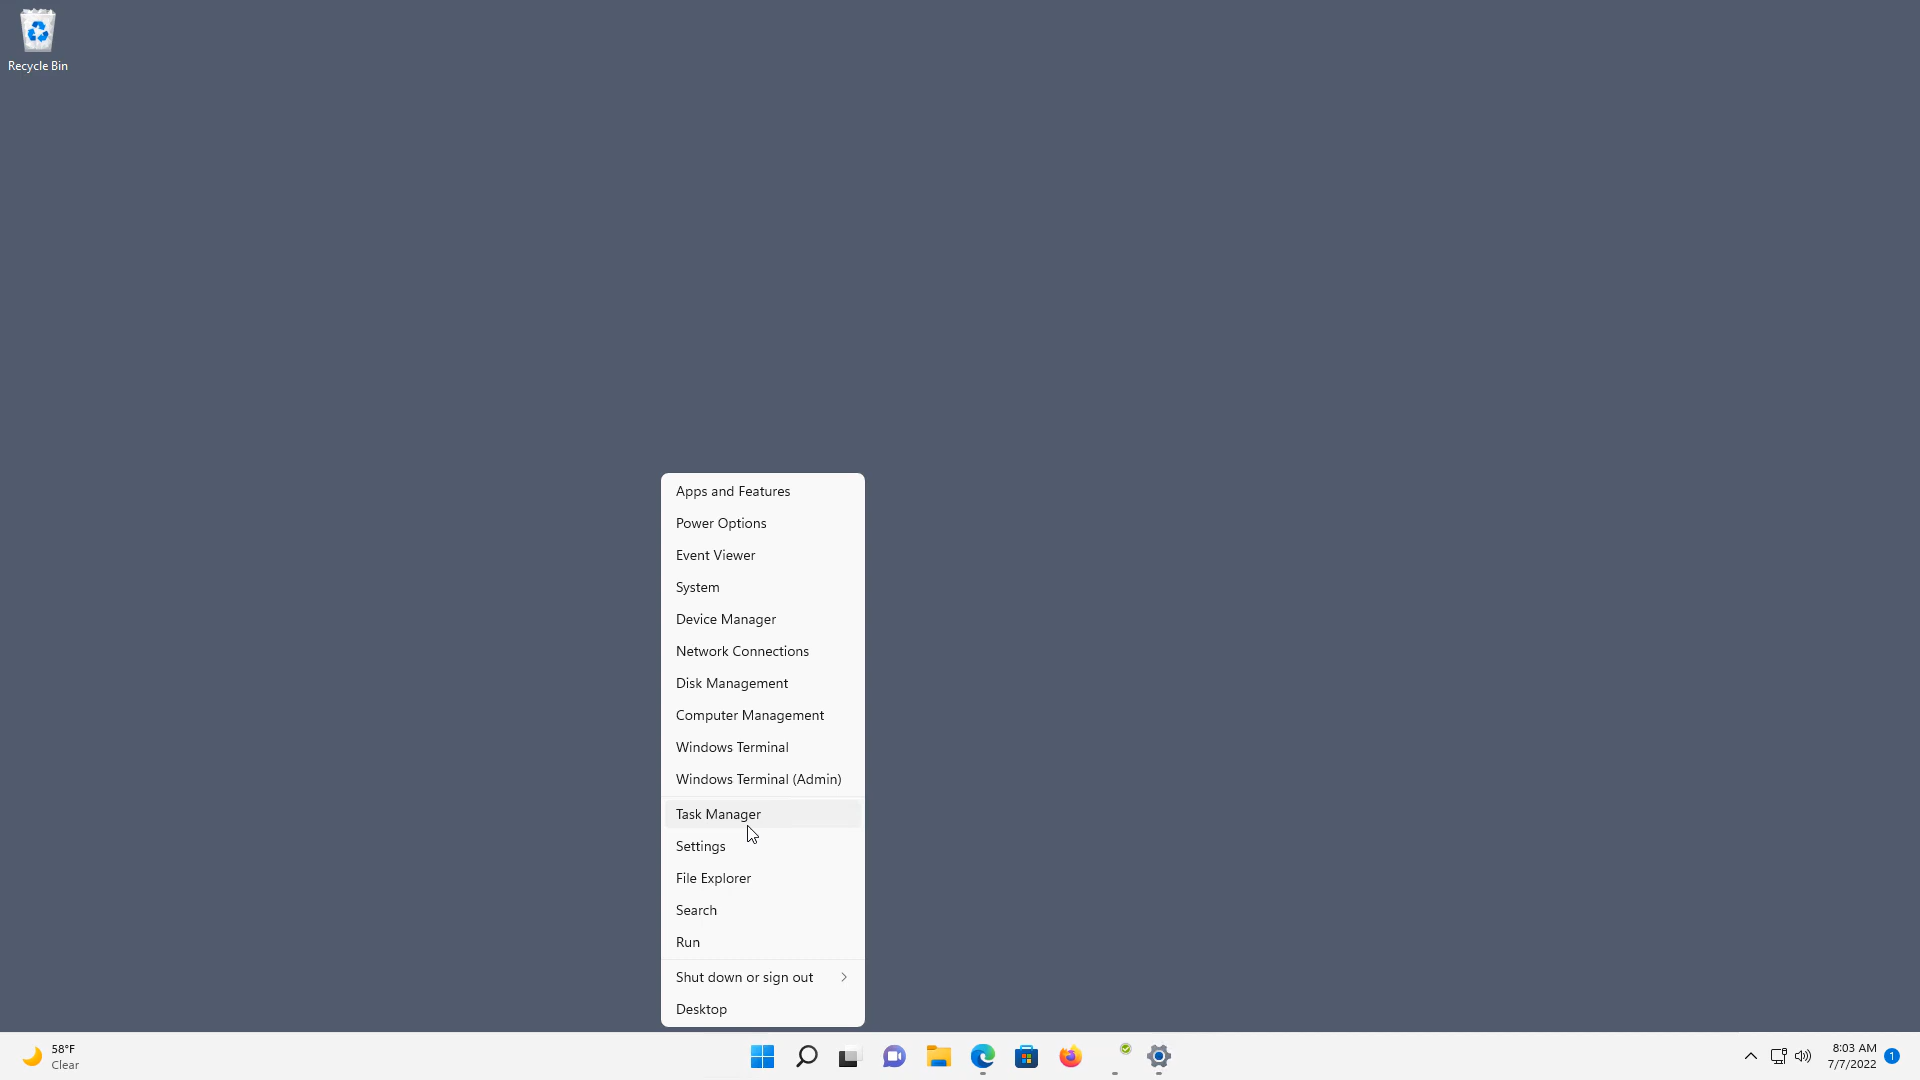 Recycle Bin
Apps and Features
Power Options
Event Viewer
System
Device Manager
Network Connections
Disk Management
Computer Management
Windows Terminal
Windows Terminal (Admin)
Task Manager
Settings
File Explorer
Search
Run
Shut down or sign out
Desktop
58°F
Clear
8:03 AM
7/7/2022
1